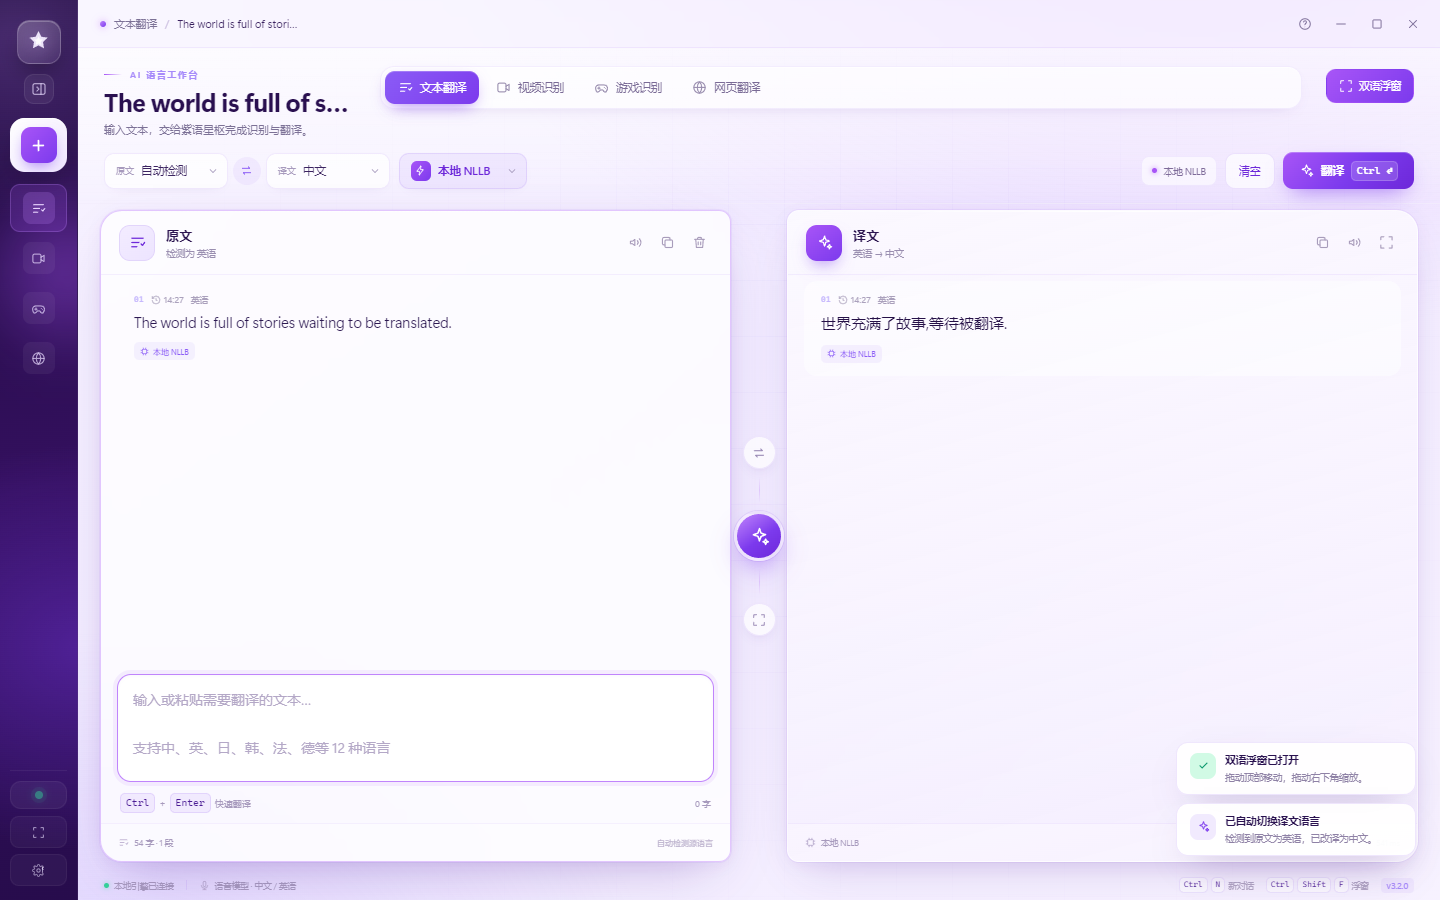 文本翻译 / The world is full of stori...
AI 语言工作台
The world is full of s...
输入文本，交给紫语星枢完成识别与翻译。
文本翻译
视频识别
游戏识别
网页翻译
双语浮窗
原文 自动检测
译文 中文
本地 NLLB
本地 NLLB
清空
翻译 Ctrl ⏎
原文
检测为 英语
01 14:27 英语
The world is full of stories waiting to be translated.
本地 NLLB
输入或粘贴需要翻译的文本...
支持中、英、日、韩、法、德等 12 种语言
Ctrl + Enter 快速翻译
0 字
54 字 · 1 段
自动检测源语言
译文
英语 → 中文
01 14:27 英语
世界充满了故事,等待被翻译.
本地 NLLB
本地 NLLB
双语浮窗已打开
拖动顶部移动，拖动右下角缩放。
已自动切换译文语言
检测到原文为英语，已改译为中文。
本地引擎已连接
语音模型 · 中文 / 英语
Ctrl N 新对话
Ctrl Shift F 浮窗
v3.2.0